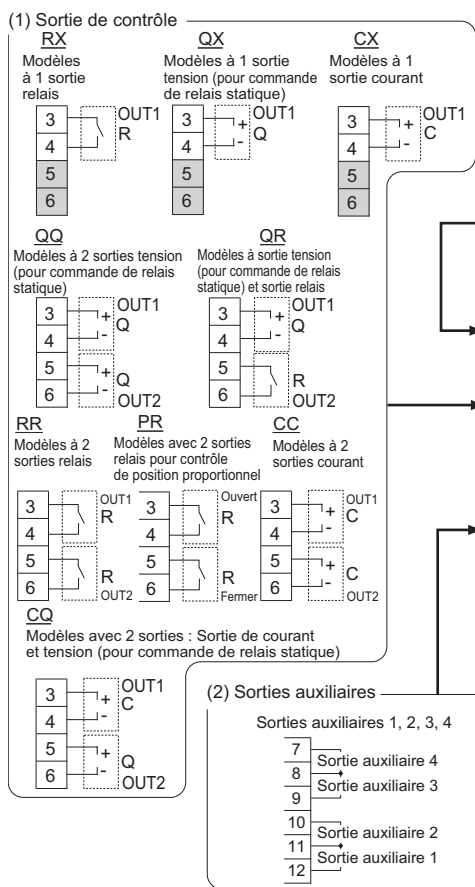 (1) Sortie de contrôle
RX
Modèles
à 1 sortie
relais
3
4
5
6
OUT1
R
QX
Modèles à 1 sortie
tension (pour commande
de relais statique)
3
4
5
6
+
-
OUT1
Q
CX
Modèles à 1
sortie courant
3
4
5
6
+
-
OUT1
C
QQ
Modèles à 2 sorties tension
(pour commande de relais
statique)
3
4
5
6
+
-
OUT1
Q
+
-
Q
OUT2
QR
Modèles à sortie tension
(pour commande de relais
statique) et sortie relais
3
4
5
6
+
-
OUT1
Q
R
OUT2
RR
Modèles à 2
sorties relais
3
4
5
6
OUT1
R
R
OUT2
PR
Modèles avec 2 sorties
relais pour contrôle
de position proportionnel
3
4
5
6
Ouvert
R
R
Fermer
CC
Modèles à 2
sorties courant
3
4
5
6
+
-
OUT1
C
+
-
C
OUT2
CQ
Modèles avec 2 sorties : Sortie de courant
et tension (pour commande de relais statique)
3
4
5
6
+
-
OUT1
C
+
-
Q
OUT2
(2) Sorties auxiliaires
Sorties auxiliaires 1, 2, 3, 4
7
8
9
10
11
12
Sortie auxiliaire 4
Sortie auxiliaire 3
Sortie auxiliaire 2
Sortie auxiliaire 1